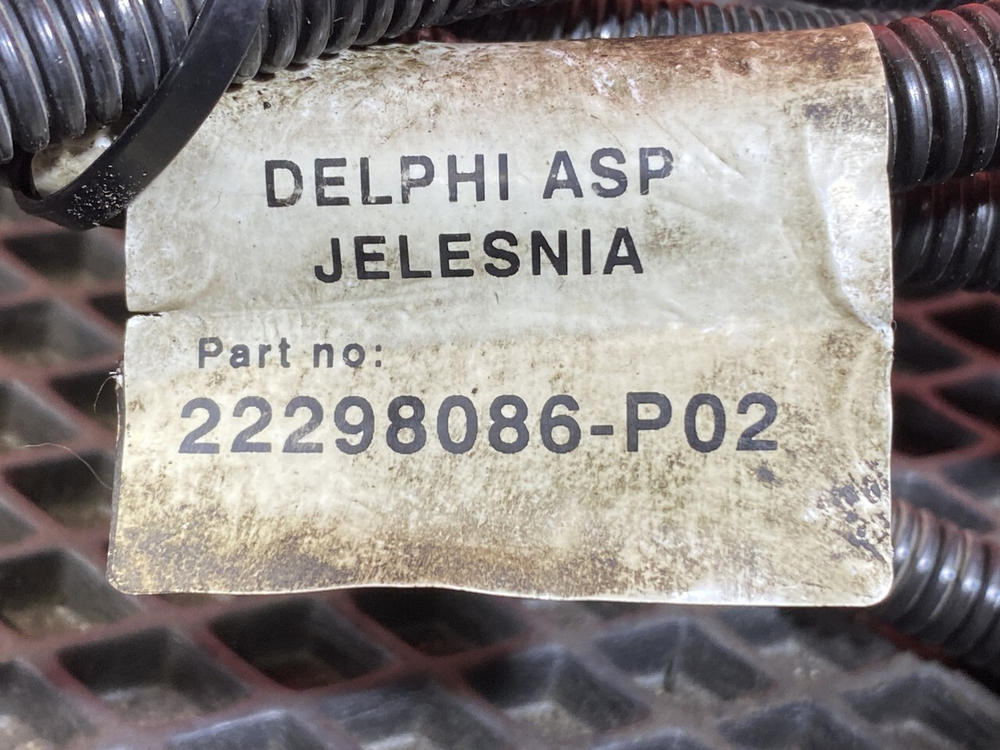 DELPHI ASP
JELESNIA
Part no:
22298086-P02